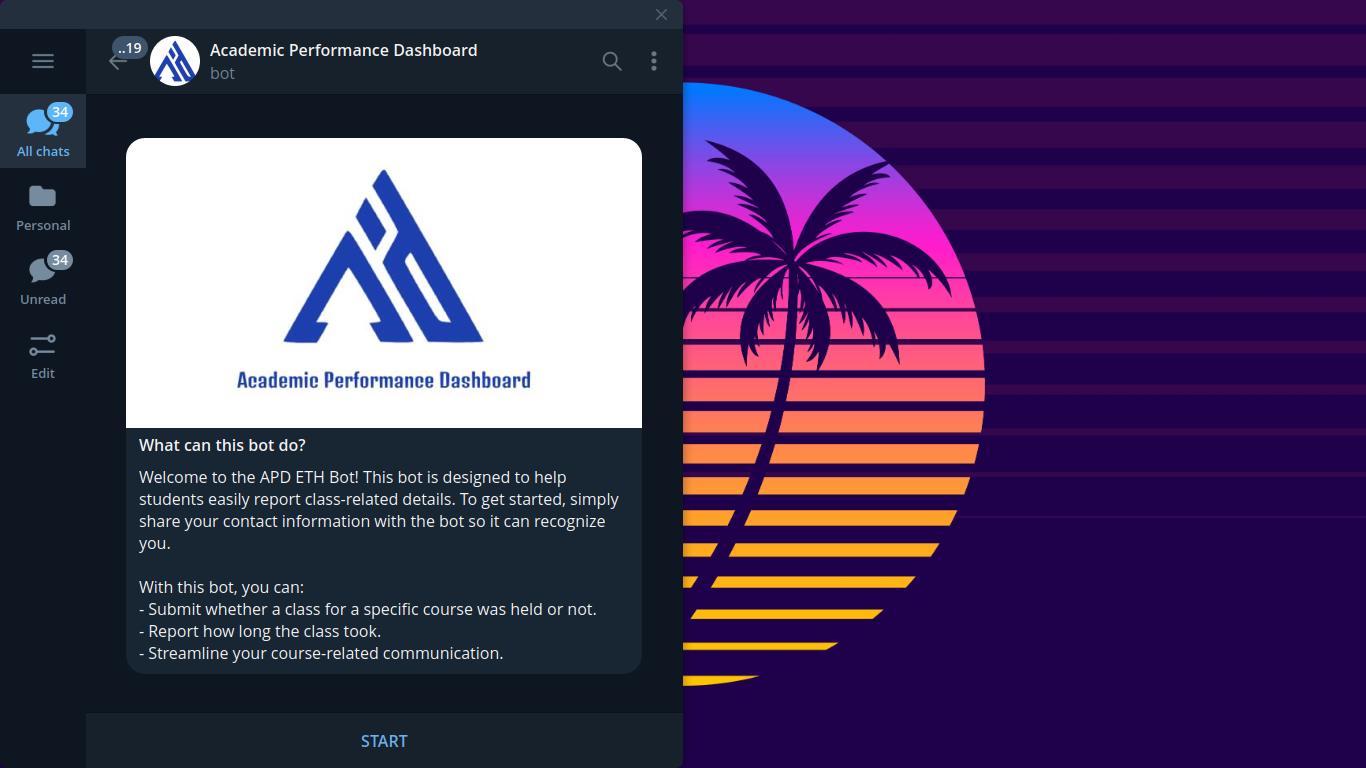 ..19
Academic Performance Dashboard
bot
34
All chats
Personal
34
Unread
Edit
Academic Performance Dashboard
What can this bot do?
Welcome to the APD ETH Bot! This bot is designed to help
students easily report class-related details. To get started, simply
share your contact information with the bot so it can recognize
you.
With this bot, you can:
- Submit whether a class for a specific course was held or not.
- Report how long the class took.
- Streamline your course-related communication.
START